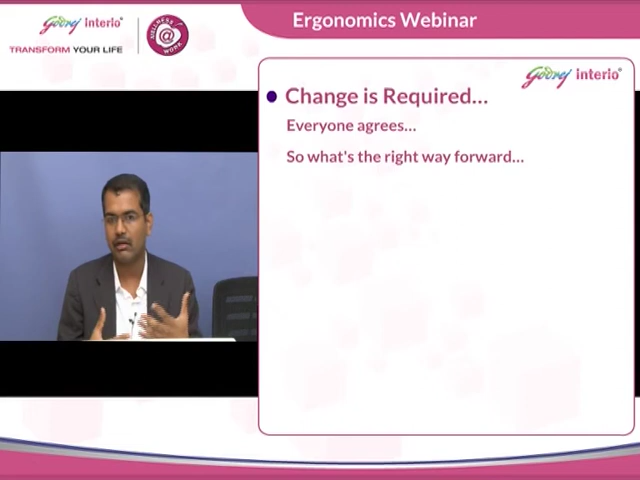 Godrej interio
TRANSFORM YOUR LIFE
WELLNESS @ WORK
Ergonomics Webinar
Godrej interio
Change is Required...
Everyone agrees...
So what's the right way forward...